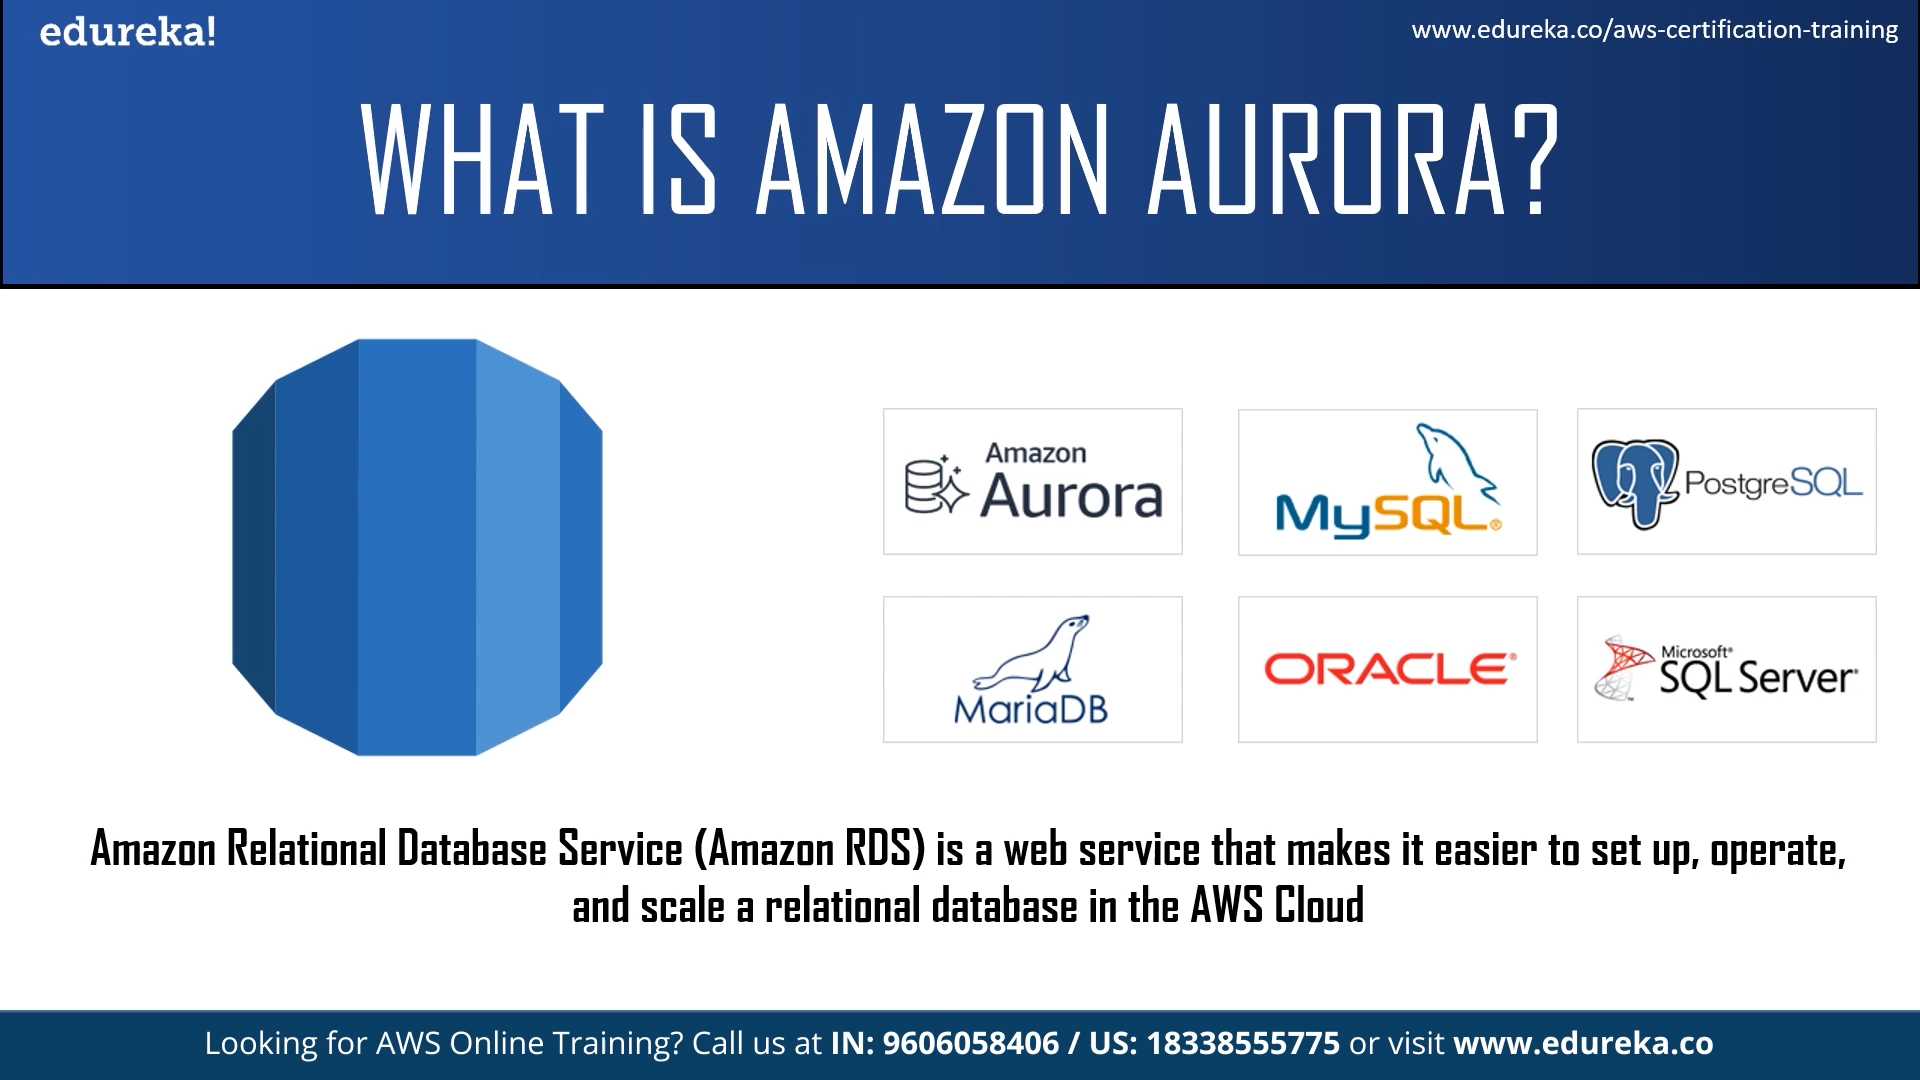 edureka!
www.edureka.co/aws-certification-training
WHAT IS AMAZON AURORA?
Amazon
Aurora
MySQL®
PostgreSQL
MariaDB
ORACLE®
Microsoft®
SQL Server®
Amazon Relational Database Service (Amazon RDS) is a web service that makes it easier to set up, operate,
and scale a relational database in the AWS Cloud
Looking for AWS Online Training? Call us at IN: 9606058406 / US: 18338555775 or visit www.edureka.co